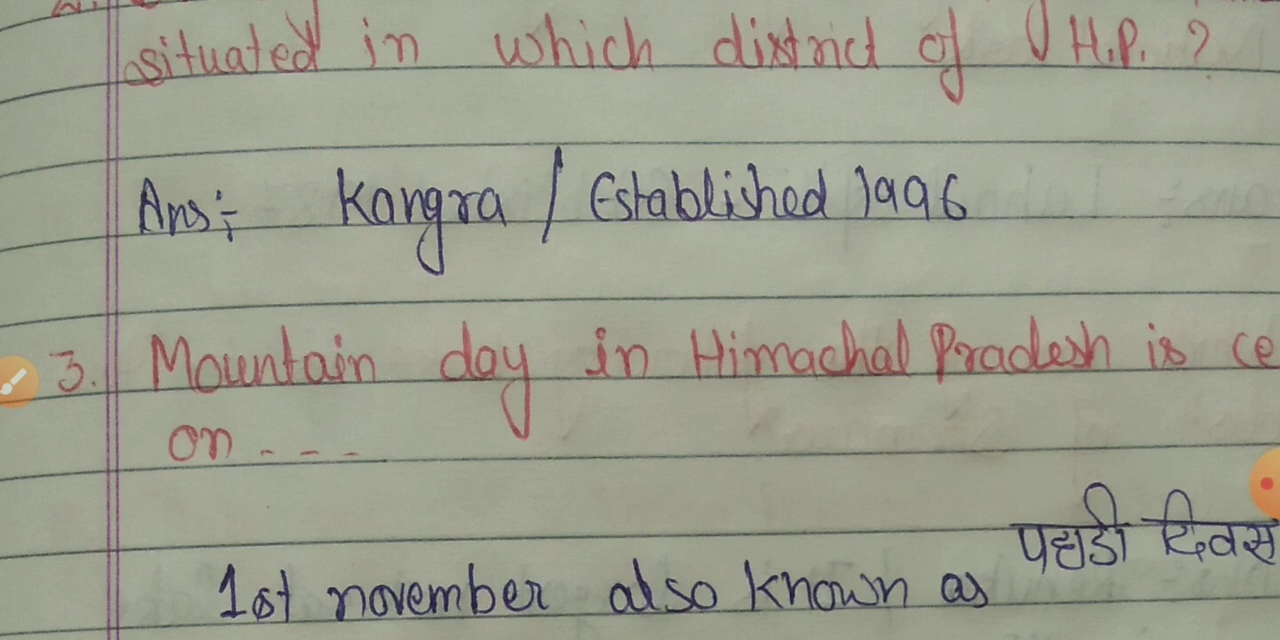 situated in which district of H.P. ?
Ans:- Kangra / Established 1996
3. Mountain day in Himachal Pradesh is ce
on ----
पहाडी दिवस
1st november also known as